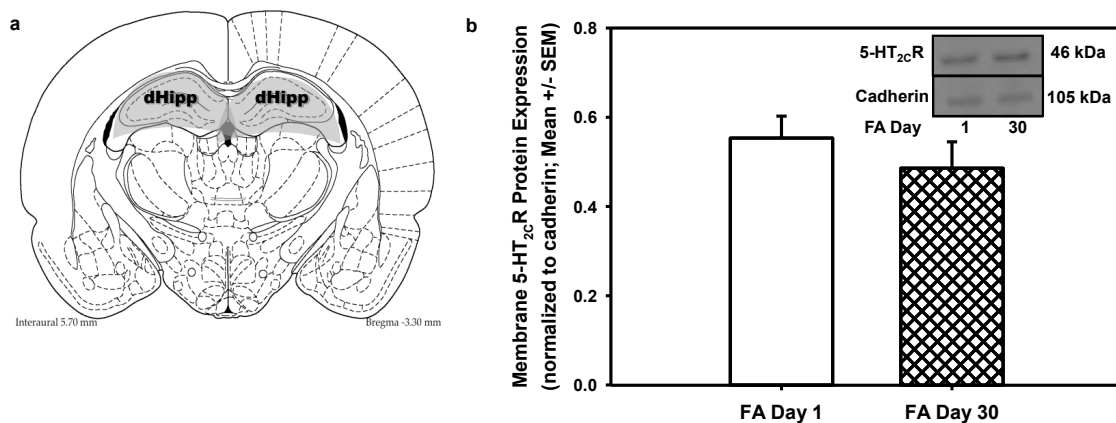 a
dHipp dHipp
Interaural 5.70 mm
Bregma -3.30 mm
b
Membrane 5-HT2CR Protein Expression
(normalized to cadherin; Mean +/- SEM)
0.8
0.6
0.4
0.2
0.0
5-HT2CR 46 kDa
Cadherin 105 kDa
FA Day 1 30
FA Day 1 FA Day 30